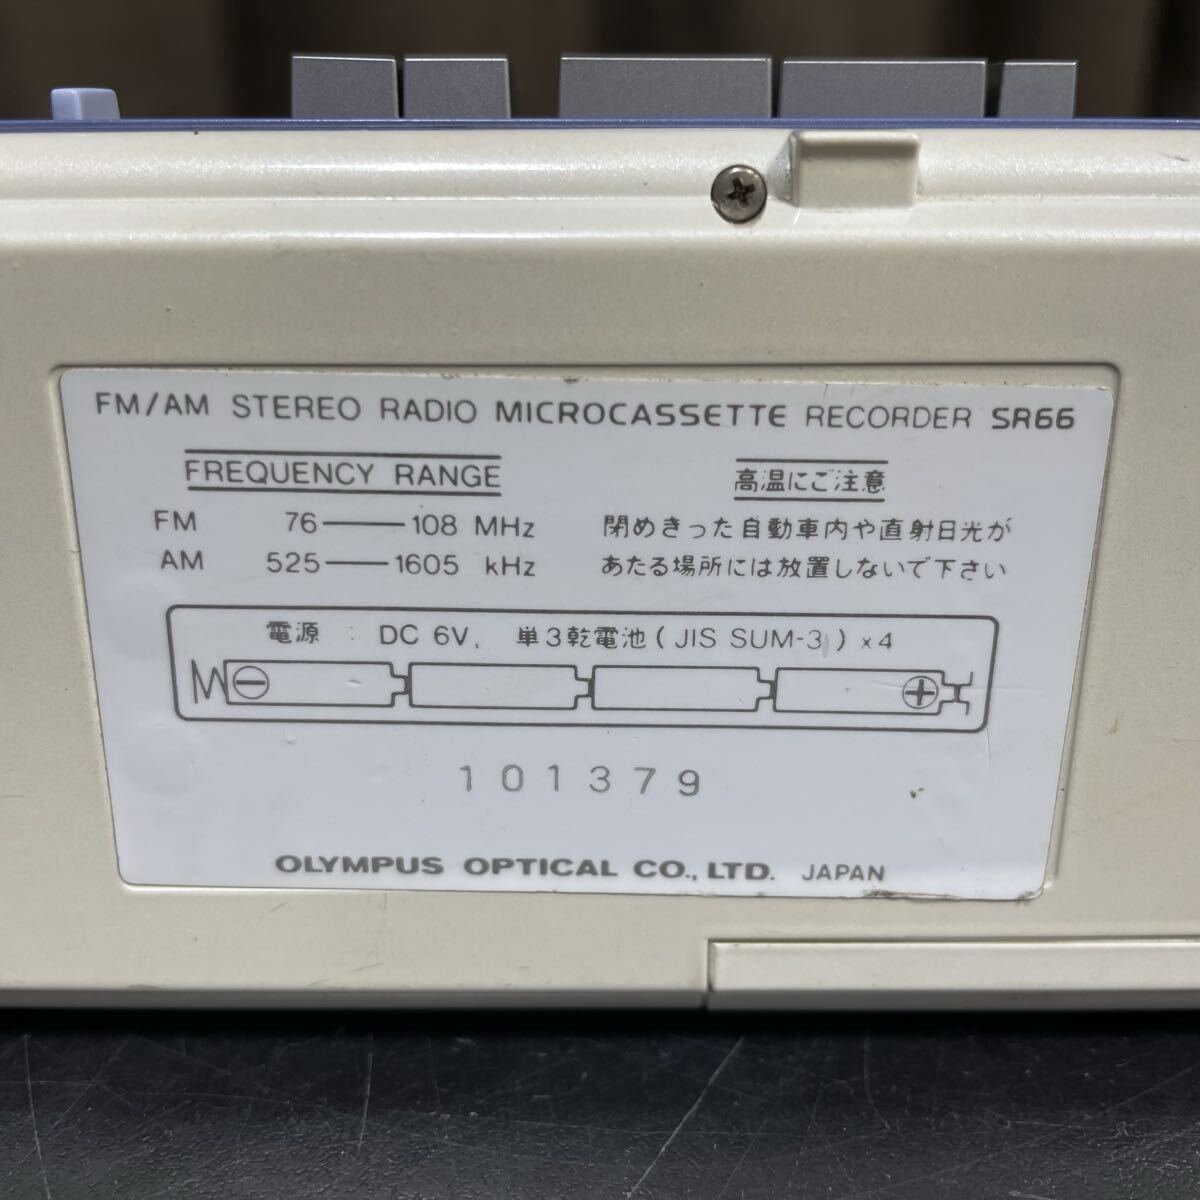 FM/AM STEREO RADIO MICROCASSETTE RECORDER SR66
FREQUENCY RANGE
FM 76——108 MHz
AM 525——1605 kHz
高温にご注意
閉めきった自動車内や直射日光が
あたる場所には放置しないで下さい
電源 : DC 6V, 単3乾電池(JIS SUM-3)×4
⊖ ⊕
101379
OLYMPUS OPTICAL CO., LTD. JAPAN